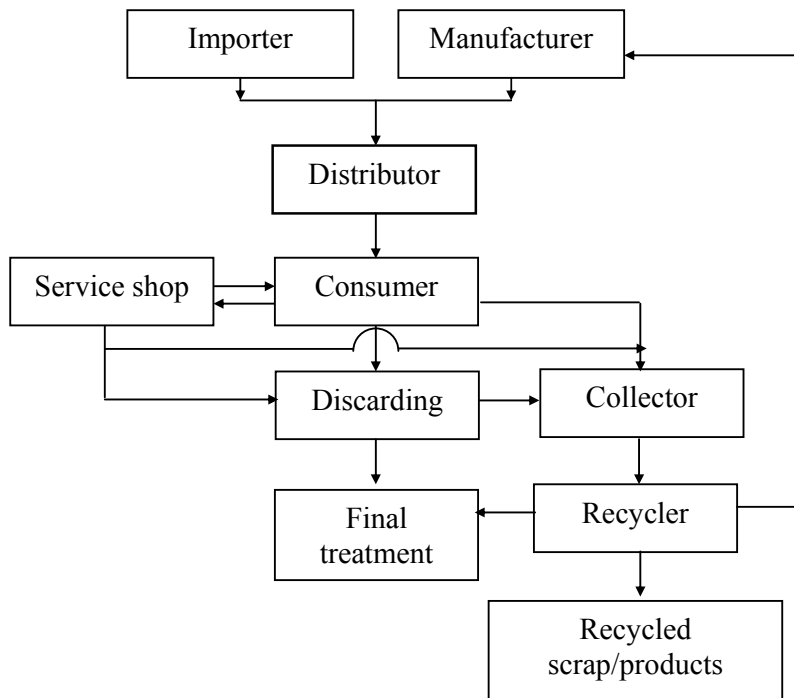 Importer
Manufacturer
Distributor
Service shop
Consumer
Discarding
Collector
Final
treatment
Recycler
Recycled
scrap/products